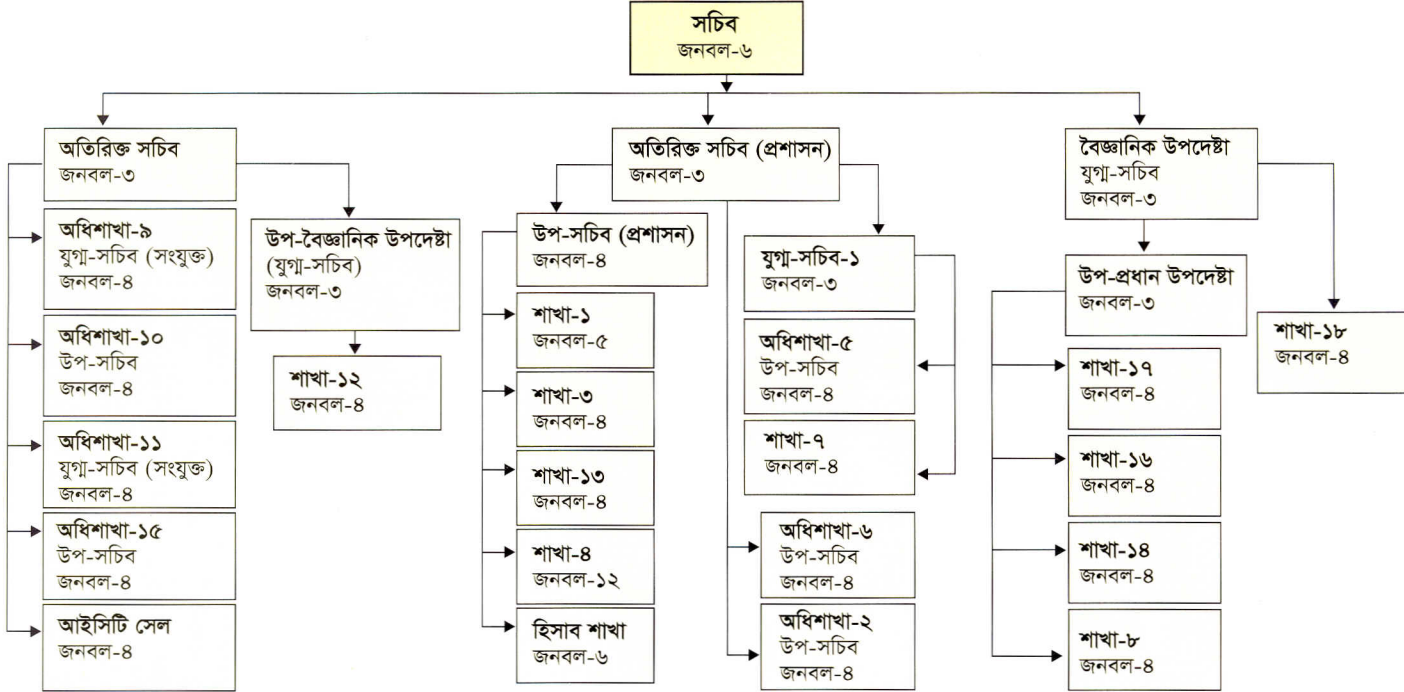 সচিব
জনবল-৬
অতিরিক্ত সচিব
জনবল-৩
অধিশাখা-৯
যুগ্ম-সচিব (সংযুক্ত)
জনবল-৪
অধিশাখা-১০
উপ-সচিব
জনবল-৪
অধিশাখা-১১
যুগ্ম-সচিব (সংযুক্ত)
জনবল-৪
অধিশাখা-১৫
উপ-সচিব
জনবল-৪
আইসিটি সেল
জনবল-৪
উপ-বৈজ্ঞানিক উপদেষ্টা
(যুগ্ম-সচিব)
জনবল-৩
শাখা-১২
জনবল-৪
অতিরিক্ত সচিব (প্রশাসন)
জনবল-৩
উপ-সচিব (প্রশাসন)
জনবল-৪
শাখা-১
জনবল-৫
শাখা-৩
জনবল-৪
শাখা-১৩
জনবল-৪
শাখা-৪
জনবল-১২
হিসাব শাখা
জনবল-৬
যুগ্ম-সচিব-১
জনবল-৩
অধিশাখা-৫
উপ-সচিব
জনবল-৪
শাখা-৭
জনবল-৪
অধিশাখা-৬
উপ-সচিব
জনবল-৪
অধিশাখা-২
উপ-সচিব
জনবল-৪
বৈজ্ঞানিক উপদেষ্টা
যুগ্ম-সচিব
জনবল-৩
উপ-প্রধান উপদেষ্টা
জনবল-৩
শাখা-১৭
জনবল-৪
শাখা-১৬
জনবল-৪
শাখা-১৪
জনবল-৪
শাখা-৮
জনবল-৪
শাখা-১৮
জনবল-৪